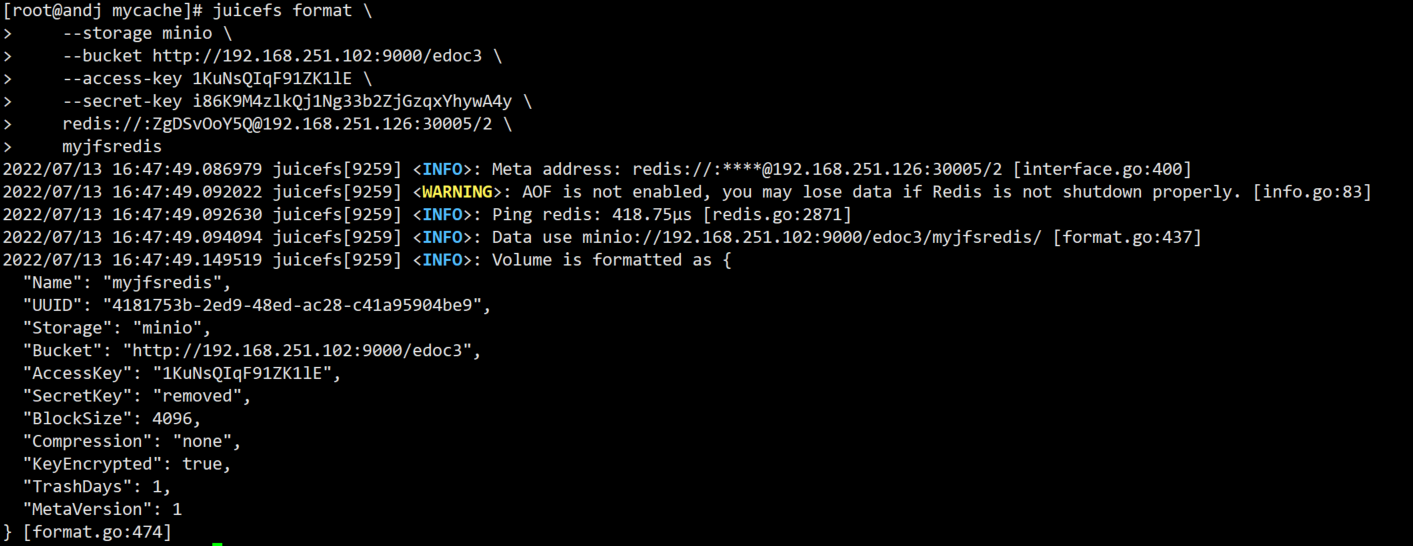 [root@andj mycache]# juicefs format \
>     --storage minio \
>     --bucket http://192.168.251.102:9000/edoc3 \
>     --access-key 1KuNsQIqF91ZK1lE \
>     --secret-key i86K9M4zlkQj1Ng33b2ZjGzqxYhywA4y \
>     redis://:ZgDSvOoY5Q@192.168.251.126:30005/2 \
>     myjfsredis
2022/07/13 16:47:49.086979 juicefs[9259] <INFO>: Meta address: redis://:****@192.168.251.126:30005/2 [interface.go:400]
2022/07/13 16:47:49.092022 juicefs[9259] <WARNING>: AOF is not enabled, you may lose data if Redis is not shutdown properly. [info.go:83]
2022/07/13 16:47:49.092630 juicefs[9259] <INFO>: Ping redis: 418.75µs [redis.go:2871]
2022/07/13 16:47:49.094094 juicefs[9259] <INFO>: Data use minio://192.168.251.102:9000/edoc3/myjfsredis/ [format.go:437]
2022/07/13 16:47:49.149519 juicefs[9259] <INFO>: Volume is formatted as {
  "Name": "myjfsredis",
  "UUID": "4181753b-2ed9-48ed-ac28-c41a95904be9",
  "Storage": "minio",
  "Bucket": "http://192.168.251.102:9000/edoc3",
  "AccessKey": "1KuNsQIqF91ZK1lE",
  "SecretKey": "removed",
  "BlockSize": 4096,
  "Compression": "none",
  "KeyEncrypted": true,
  "TrashDays": 1,
  "MetaVersion": 1
} [format.go:474]